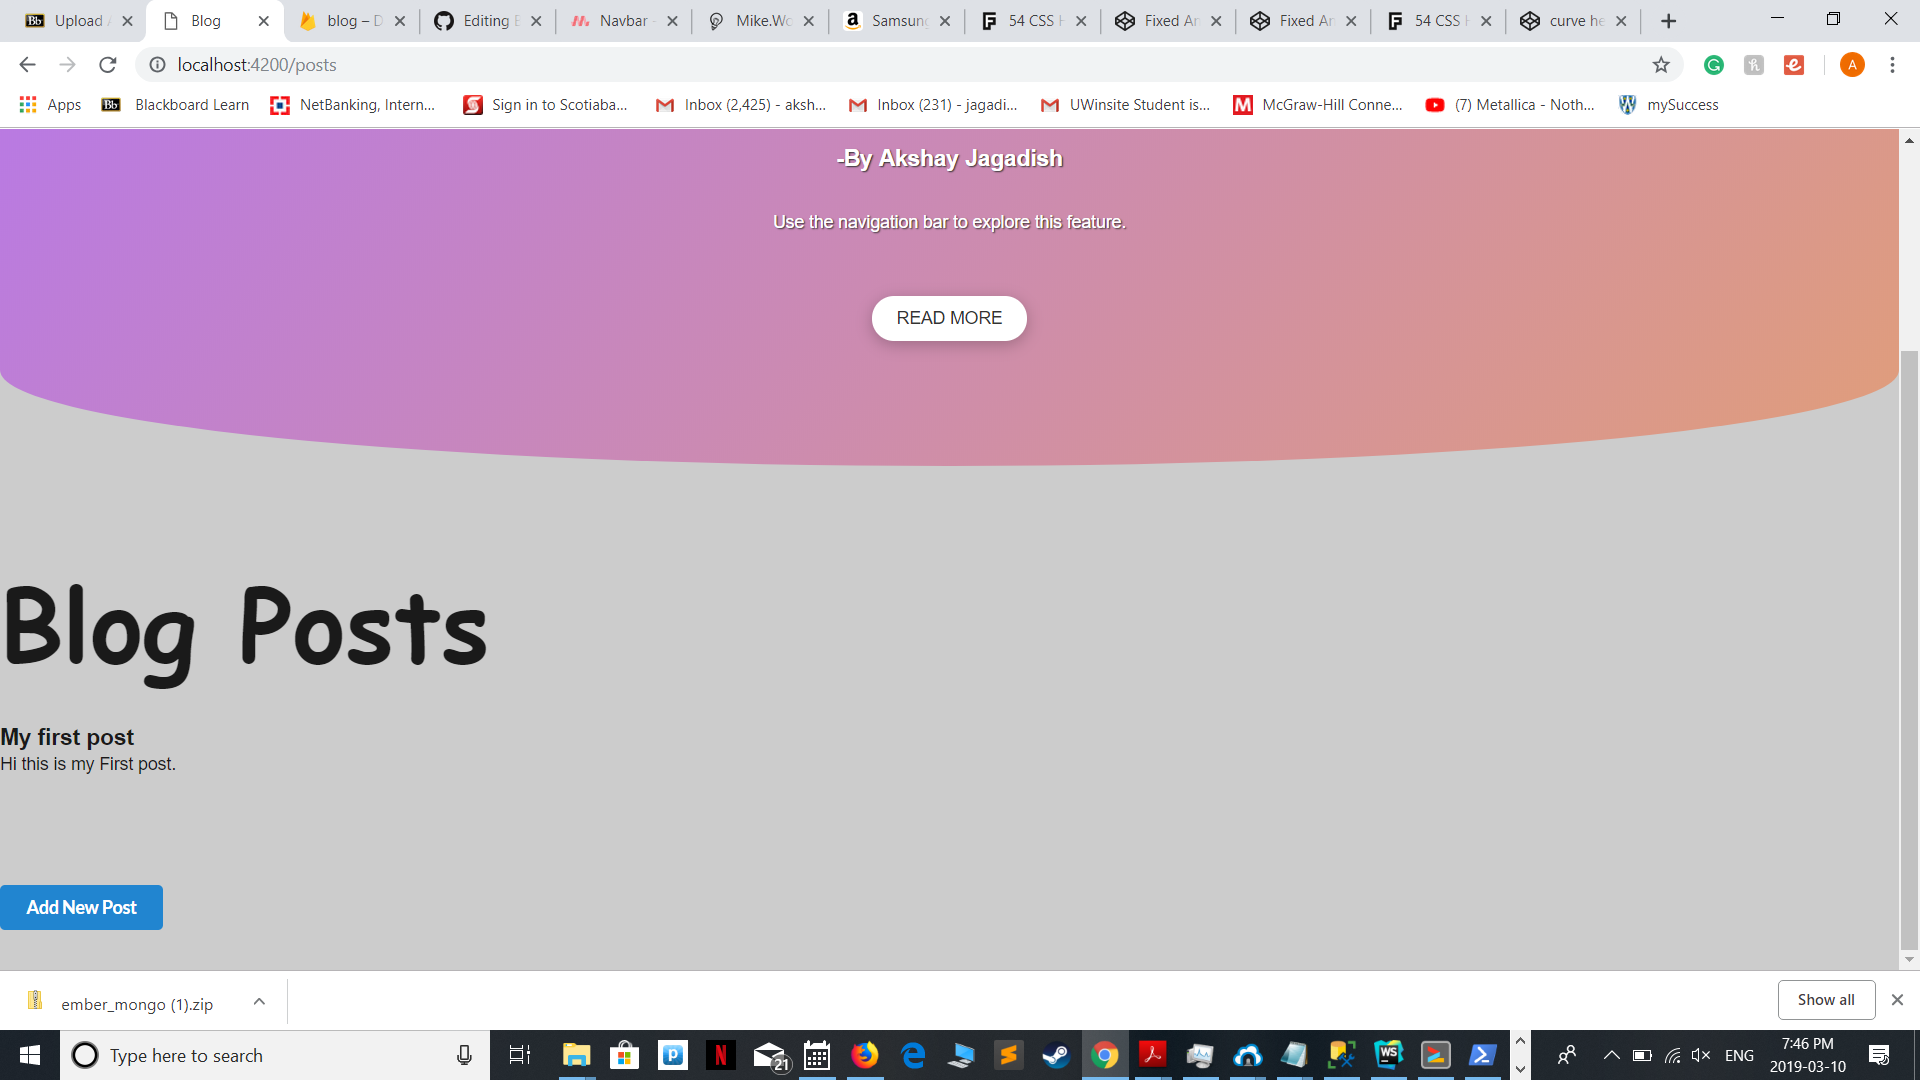 Upload
Blog
blog – D
Editing
Navbar
Mike.Wo
Samsung
54 CSS
Fixed An
Fixed An
54 CSS
curve he
localhost:4200/posts
A
Apps
Bb
Blackboard Learn
NetBanking, Intern...
Sign in to Scotiaba...
Inbox (2,425) - aksh...
Inbox (231) - jagadi...
UWinsite Student is...
McGraw-Hill Conne...
(7) Metallica - Noth...
mySuccess
-By Akshay Jagadish
Use the navigation bar to explore this feature.
READ MORE
Blog Posts
My first post
Hi this is my First post.
Add New Post
ember_mongo (1).zip
Show all
Type here to search
21
ENG
7:46 PM
2019-03-10